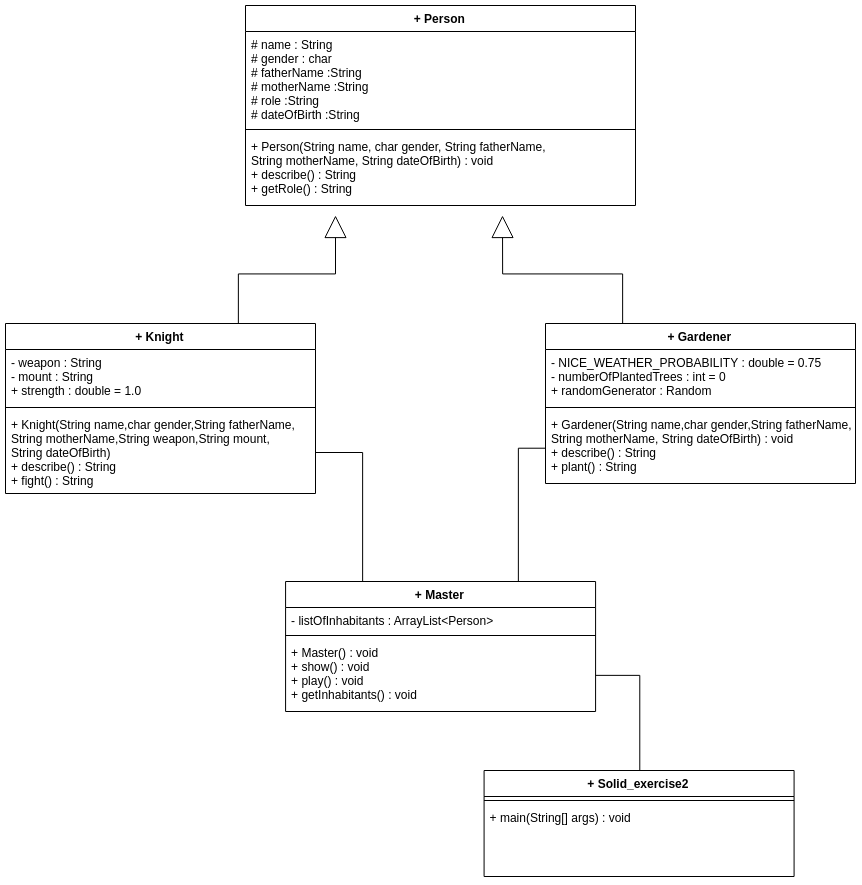 + Person
# name : String
# gender : char
# fatherName :String
# motherName :String
# role :String
# dateOfBirth :String
+ Person(String name, char gender, String fatherName,
String motherName, String dateOfBirth) : void
+ describe() : String
+ getRole() : String
+ Knight
- weapon : String
- mount : String
+ strength : double = 1.0
+ Knight(String name,char gender,String fatherName,
String motherName,String weapon,String mount,
String dateOfBirth)
+ describe() : String
+ fight() : String
+ Gardener
- NICE_WEATHER_PROBABILITY : double = 0.75
- numberOfPlantedTrees : int = 0
+ randomGenerator : Random
+ Gardener(String name,char gender,String fatherName,
String motherName, String dateOfBirth) : void
+ describe() : String
+ plant() : String
+ Master
- listOfInhabitants : ArrayList<Person>
+ Master() : void
+ show() : void
+ play() : void
+ getInhabitants() : void
+ Solid_exercise2
+ main(String[] args) : void